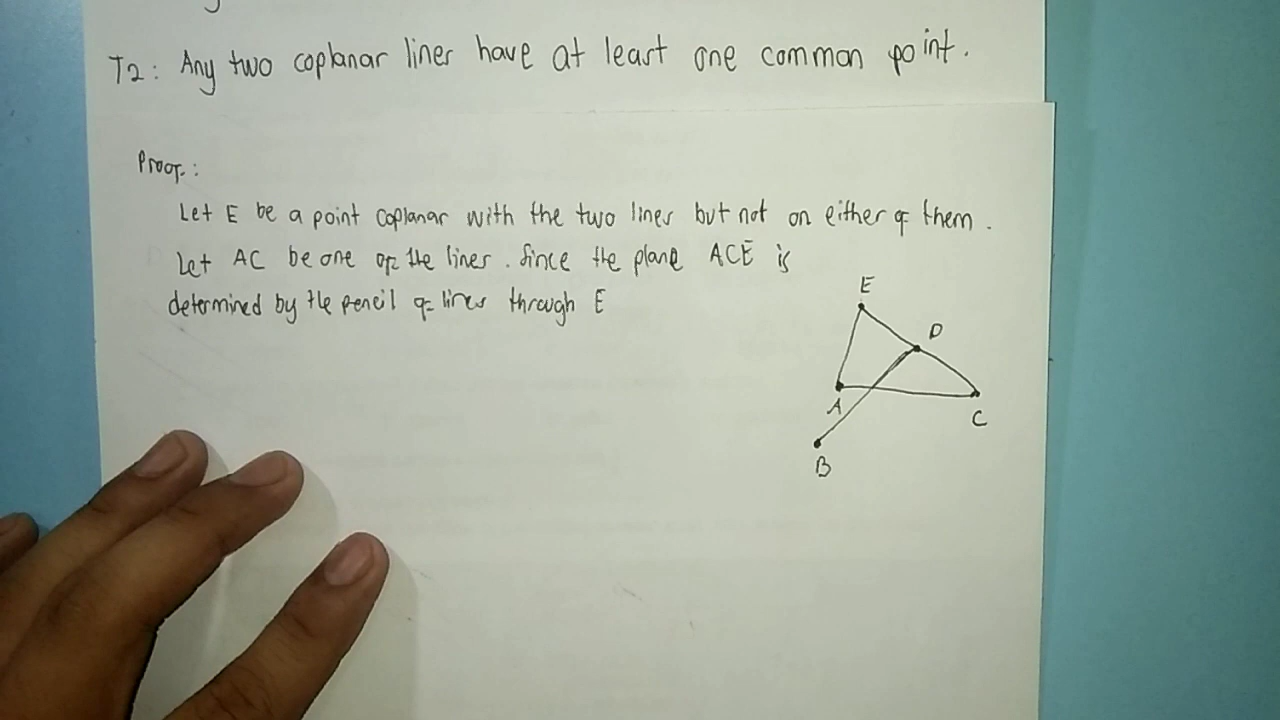 T2: Any two coplanar lines have at least one common point.
Proof:
Let E be a point coplanar with the two lines but not on either of them.
Let AC be one of the lines. Since the plane ACE is
determined by the pencil of lines through E
E
D
A
C
B